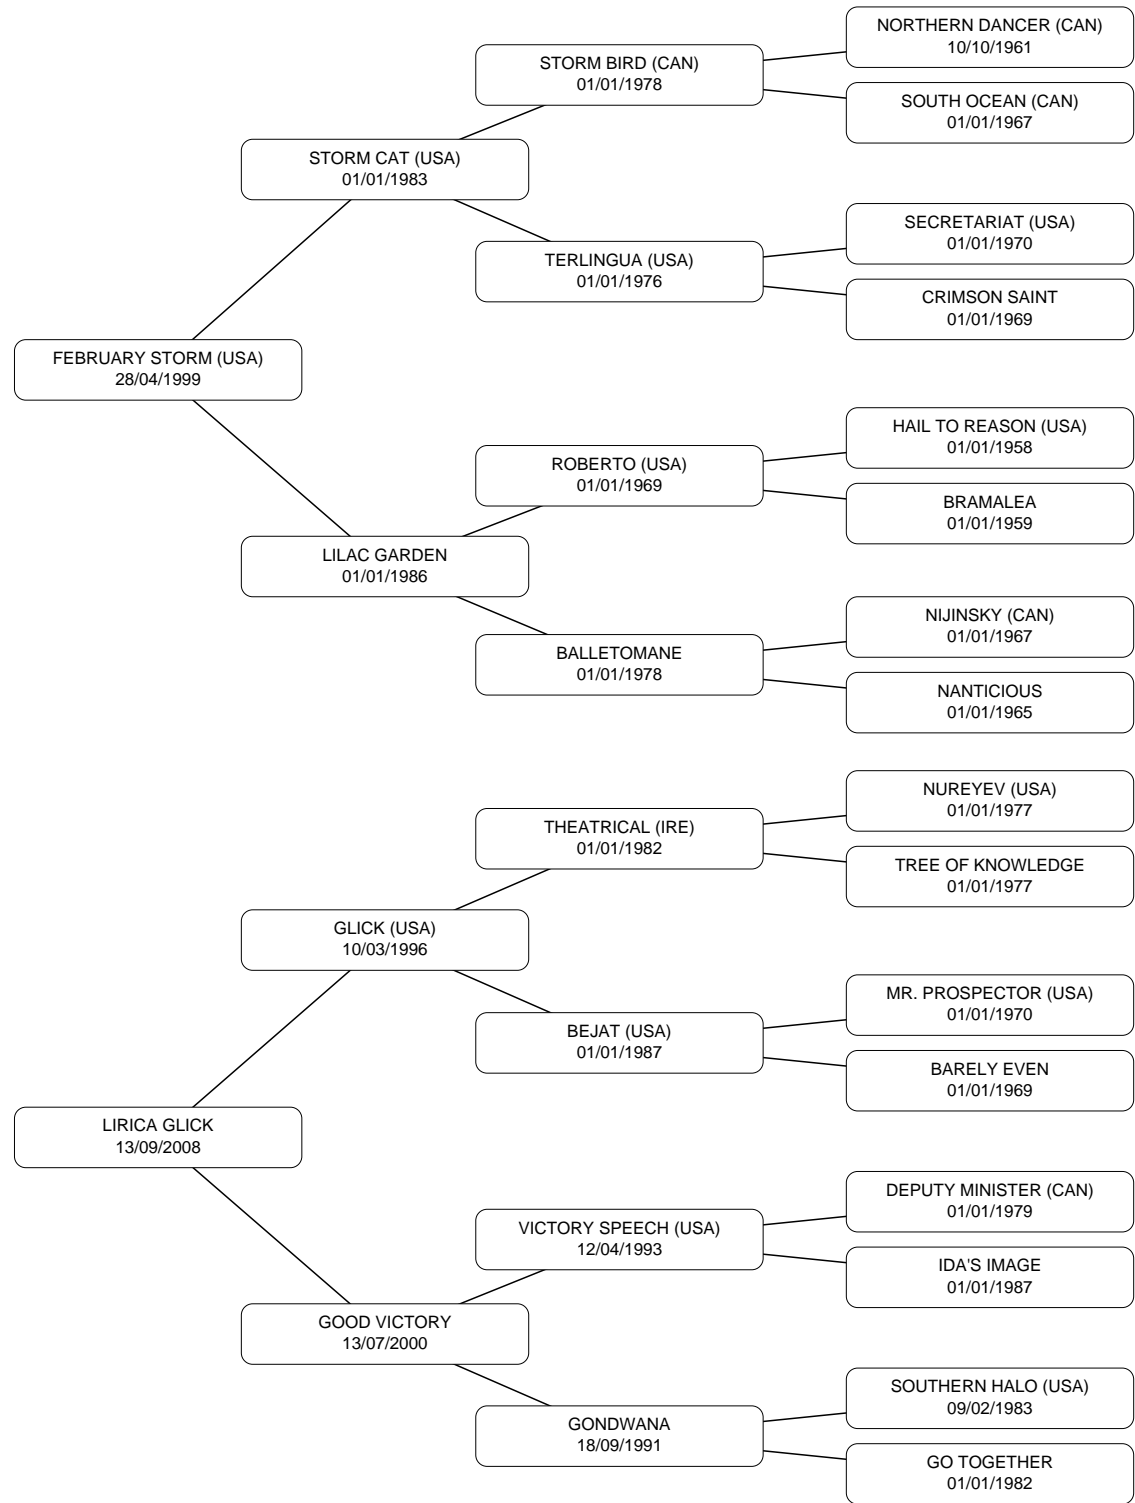 NORTHERN DANCER (CAN)
10/10/1961
STORM BIRD (CAN)
01/01/1978
SOUTH OCEAN (CAN)
01/01/1967
STORM CAT (USA)
01/01/1983
SECRETARIAT (USA)
01/01/1970
TERLINGUA (USA)
01/01/1976
CRIMSON SAINT
01/01/1969
FEBRUARY STORM (USA)
28/04/1999
HAIL TO REASON (USA)
01/01/1958
ROBERTO (USA)
01/01/1969
BRAMALEA
01/01/1959
LILAC GARDEN
01/01/1986
NIJINSKY (CAN)
01/01/1967
BALLETOMANE
01/01/1978
NANTICIOUS
01/01/1965
NUREYEV (USA)
01/01/1977
THEATRICAL (IRE)
01/01/1982
TREE OF KNOWLEDGE
01/01/1977
GLICK (USA)
10/03/1996
MR. PROSPECTOR (USA)
01/01/1970
BEJAT (USA)
01/01/1987
BARELY EVEN
01/01/1969
LIRICA GLICK
13/09/2008
DEPUTY MINISTER (CAN)
01/01/1979
VICTORY SPEECH (USA)
12/04/1993
IDA'S IMAGE
01/01/1987
GOOD VICTORY
13/07/2000
SOUTHERN HALO (USA)
09/02/1983
GONDWANA
18/09/1991
GO TOGETHER
01/01/1982